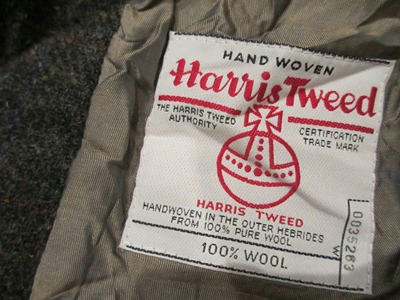 HAND WOVEN
Harris Tweed
THE HARRIS TWEED
AUTHORITY
CERTIFICATION
TRADE MARK
HARRIS TWEED
HANDWOVEN IN THE OUTER HEBRIDES
FROM 100% PURE WOOL
100% WOOL
0035263
W